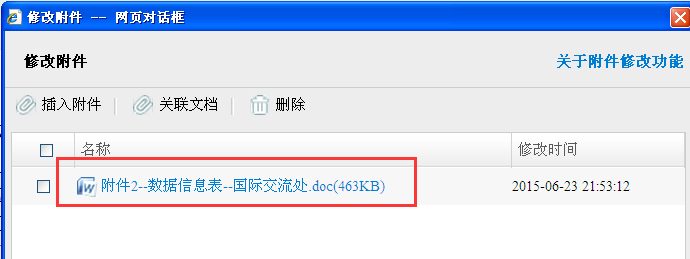 修改附件 -- 网页对话框
修改附件 关于附件修改功能
插入附件 关联文档 删除
名称 修改时间
附件2--数据信息表--国际交流处.doc(463KB) 2015-06-23 21:53:12